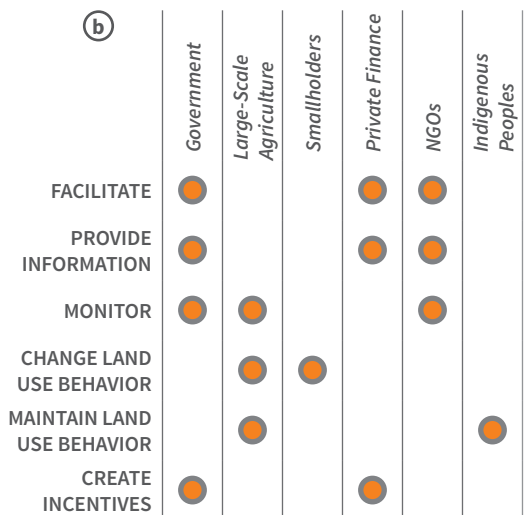 b
Government
Large-Scale
Agriculture
Smallholders
Private Finance
NGOs
Indigenous
Peoples
FACILITATE
PROVIDE
INFORMATION
MONITOR
CHANGE LAND
USE BEHAVIOR
MAINTAIN LAND
USE BEHAVIOR
CREATE
INCENTIVES